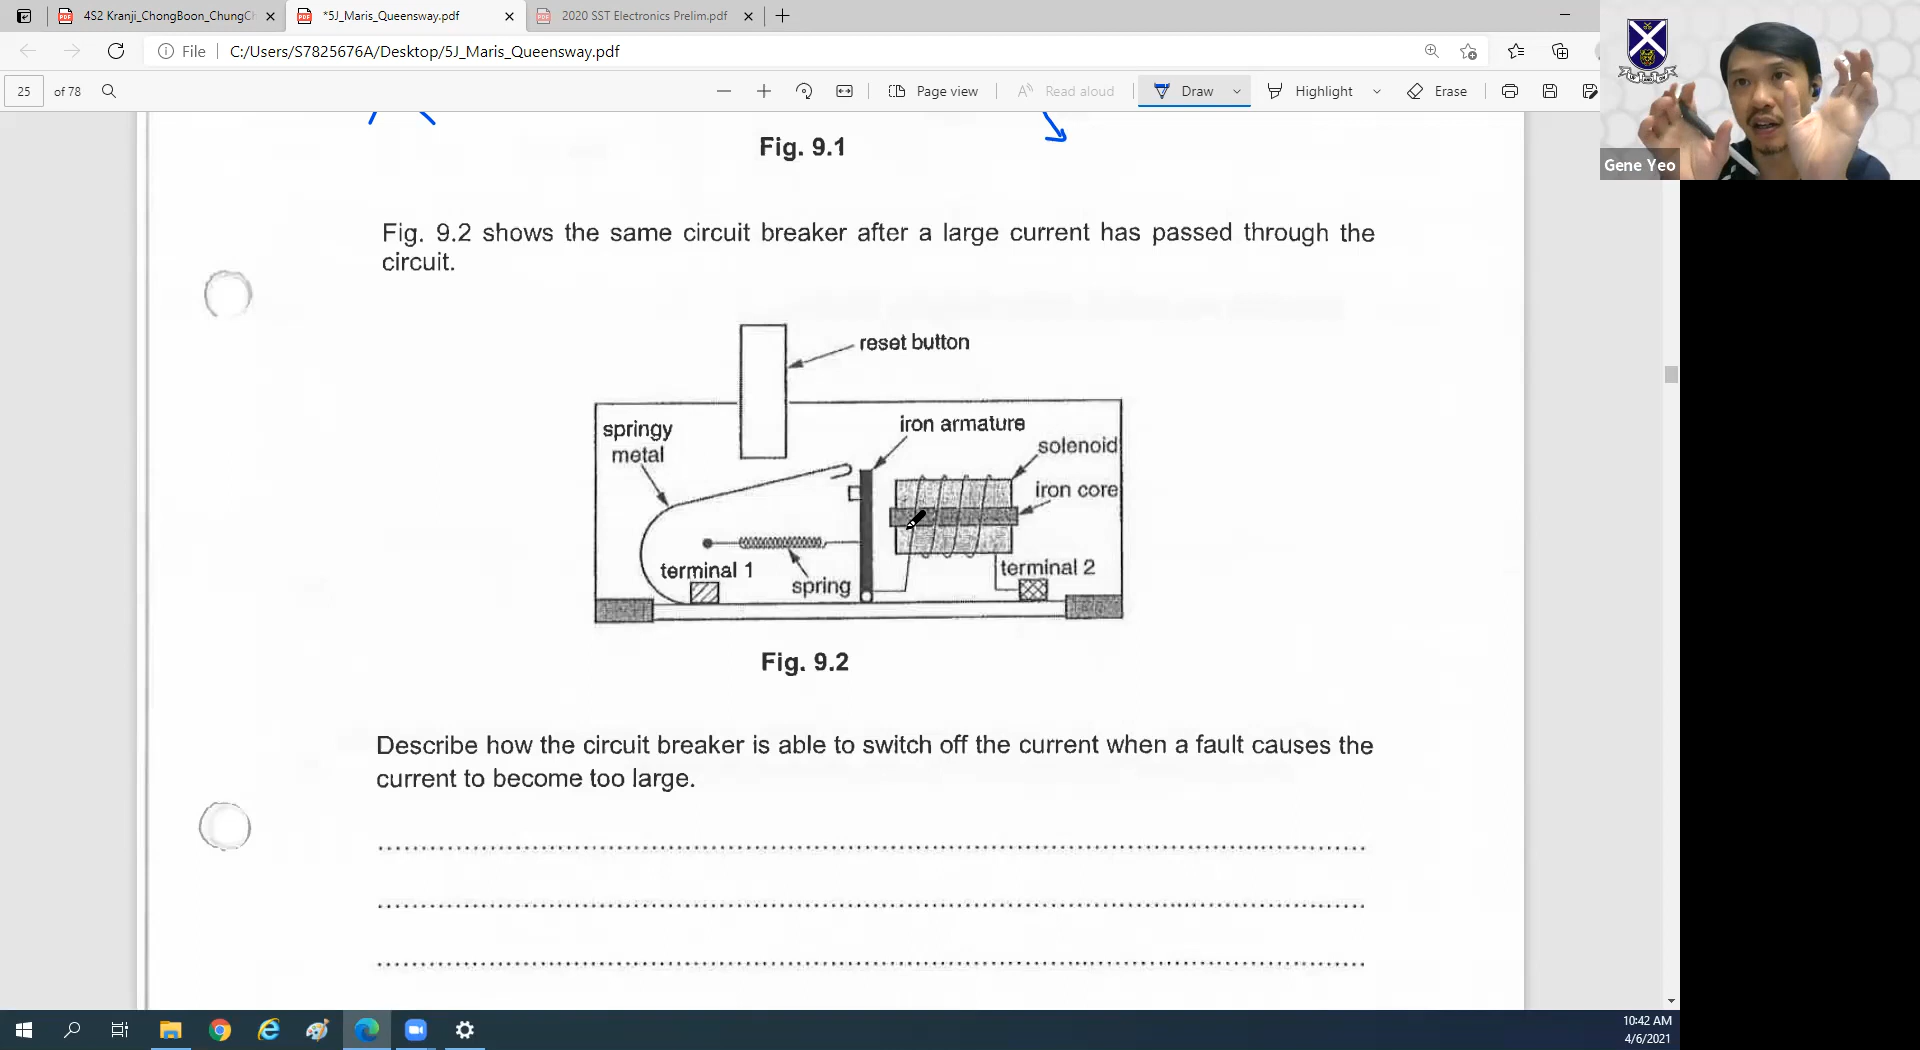 4S2 Kranji_ChongBoon_ChungC
*5J_Maris_Queensway.pdf
2020 SST Electronics Prelim.pdf
File
C:/Users/S7825676A/Desktop/5J_Maris_Queensway.pdf
25 of 78
Page view
Read aloud
Draw
Highlight
Erase
Gene Yeo
Fig. 9.1
Fig. 9.2 shows the same circuit breaker after a large current has passed through the
circuit.
reset button
springy
metal
iron armature
solenoid
iron core
terminal 1
spring
terminal 2
Fig. 9.2
Describe how the circuit breaker is able to switch off the current when a fault causes the
current to become too large.
10:42 AM
4/6/2021